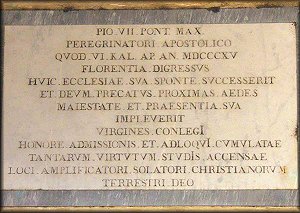 PIO. VII. PONT. MAX.
PEREGRINATORI APOSTOLICO
QVOD. VI. KAL. AP. AN. MDCCCXV
FLORENTIA. DIGRESSVS
HVIC. ECCLESIAE. SVA. SPONTE. SVCCESSERIT
ET. DEVM. PRECATVS. PROXIMAS. AEDES
MAIESTATE. ET. PRAESENTIA. SVA
IMPLEVERIT
VIRGINES. CONLEGI
HONORE. ADMISSIONIS. ET. ADLOQVI. CVMVLATAE
TANTARVM. VIRTVTVM. STVDIS. ACCENSAE
LOCI. AMPLIFICATORI. SOLATORI. CHRISTIANORVM
TERRESTRI. DEO